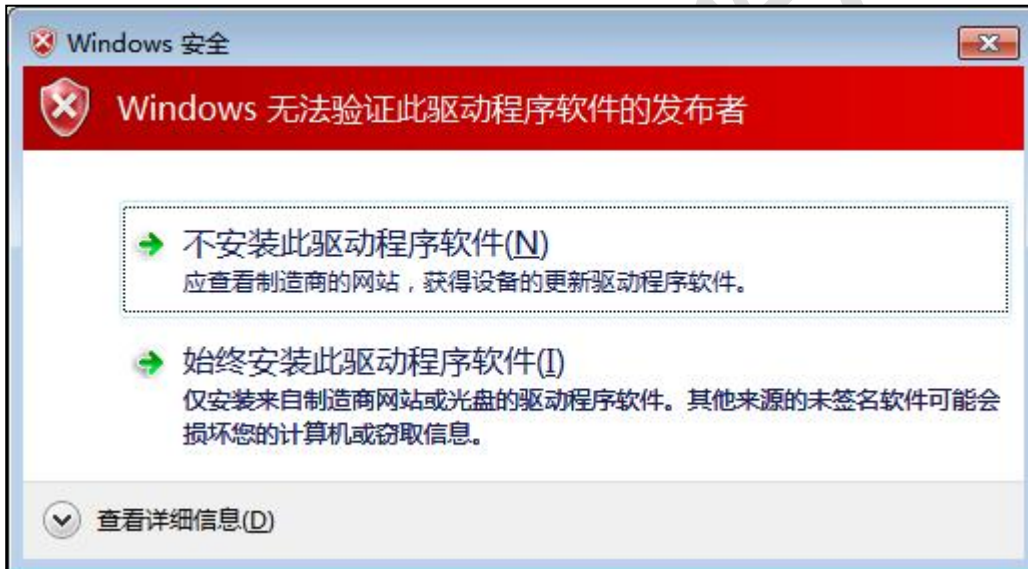 Windows 安全
Windows 无法验证此驱动程序软件的发布者
不安装此驱动程序软件(N)
应查看制造商的网站，获得设备的更新驱动程序软件。
始终安装此驱动程序软件(I)
仅安装来自制造商网站或光盘的驱动程序软件。其他来源的未签名软件可能会
损坏您的计算机或窃取信息。
查看详细信息(D)